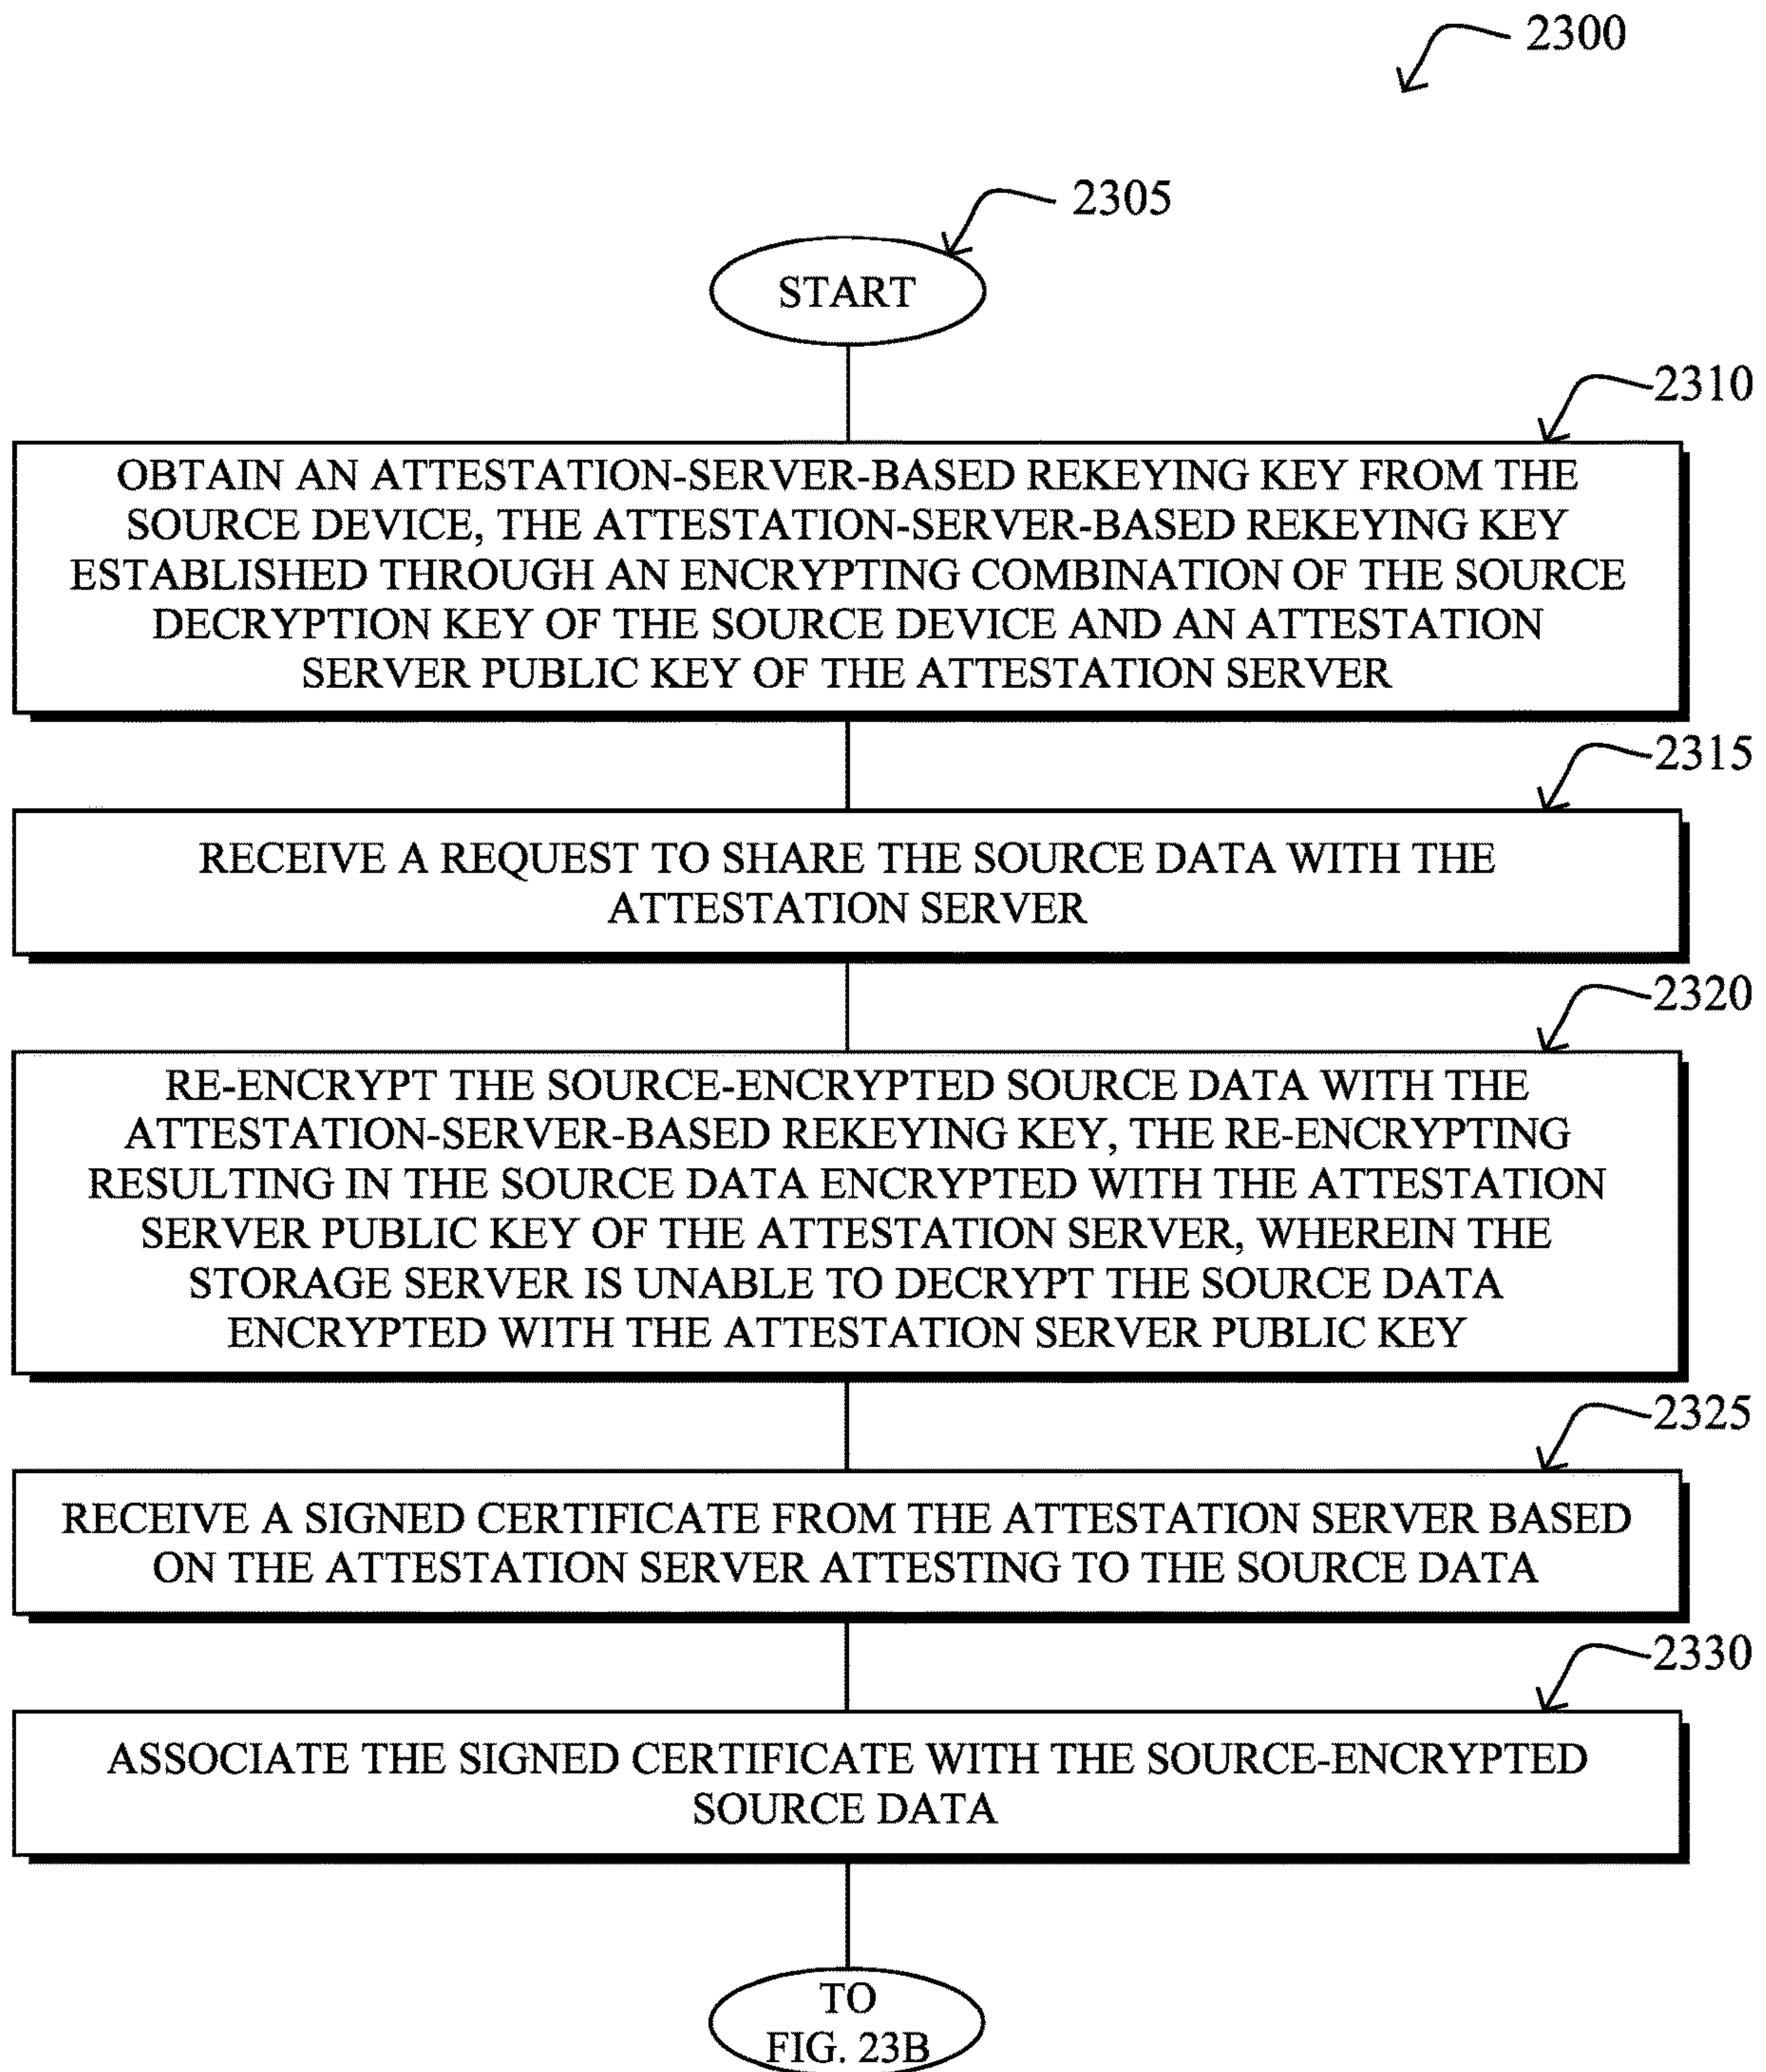 2300
2305
START
2310
OBTAIN AN ATTESTATION-SERVER-BASED REKEYING KEY FROM THE
SOURCE DEVICE, THE ATTESTATION-SERVER-BASED REKEYING KEY
ESTABLISHED THROUGH AN ENCRYPTING COMBINATION OF THE SOURCE
DECRYPTION KEY OF THE SOURCE DEVICE AND AN ATTESTATION
SERVER PUBLIC KEY OF THE ATTESTATION SERVER
2315
RECEIVE A REQUEST TO SHARE THE SOURCE DATA WITH THE
ATTESTATION SERVER
2320
RE-ENCRYPT THE SOURCE-ENCRYPTED SOURCE DATA WITH THE
ATTESTATION-SERVER-BASED REKEYING KEY, THE RE-ENCRYPTING
RESULTING IN THE SOURCE DATA ENCRYPTED WITH THE ATTESTATION
SERVER PUBLIC KEY OF THE ATTESTATION SERVER, WHEREIN THE
STORAGE SERVER IS UNABLE TO DECRYPT THE SOURCE DATA
ENCRYPTED WITH THE ATTESTATION SERVER PUBLIC KEY
2325
RECEIVE A SIGNED CERTIFICATE FROM THE ATTESTATION SERVER BASED
ON THE ATTESTATION SERVER ATTESTING TO THE SOURCE DATA
2330
ASSOCIATE THE SIGNED CERTIFICATE WITH THE SOURCE-ENCRYPTED
SOURCE DATA
TO
FIG. 23B